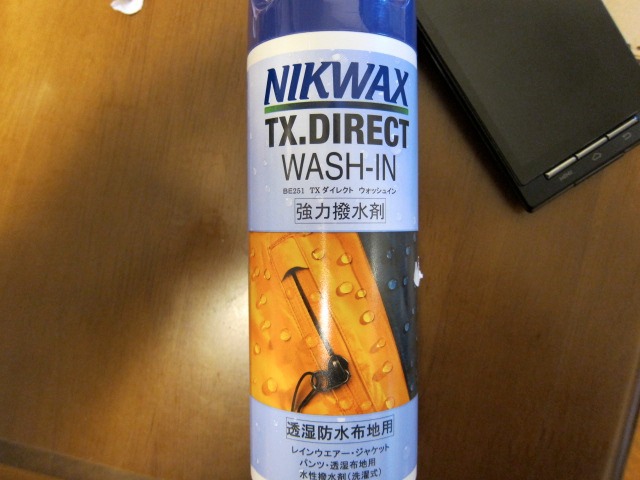 NIKWAX
TX.DIRECT
WASH-IN
BE251 TXダイレクト ウォッシュイン
強力撥水剤
透湿防水布地用
レインウエアー・ジャケット
パンツ・透湿布地用
水性撥水剤(洗濯式)